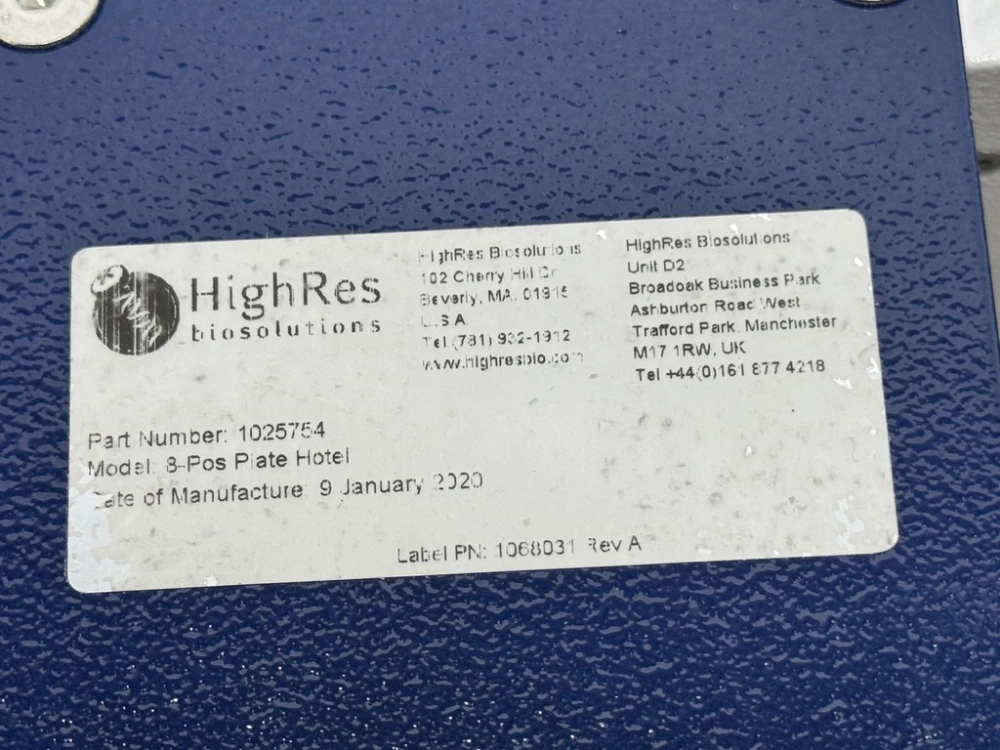 HighRes
biosolutions
HighRes Biosolutions
102 Cherry Hill Dr
Beverly, MA. 01915
U.S.A.
Tel (781) 932-1912
www.highresbio.com
HighRes Biosolutions
Unit D2
Broadoak Business Park
Ashburton Road West
Trafford Park, Manchester
M17 1RW, UK
Tel +44(0)161 877 4218
Part Number: 1025754
Model: 8-Pos Plate Hotel
Date of Manufacture: 9 January 2020
Label PN: 1068031 Rev A